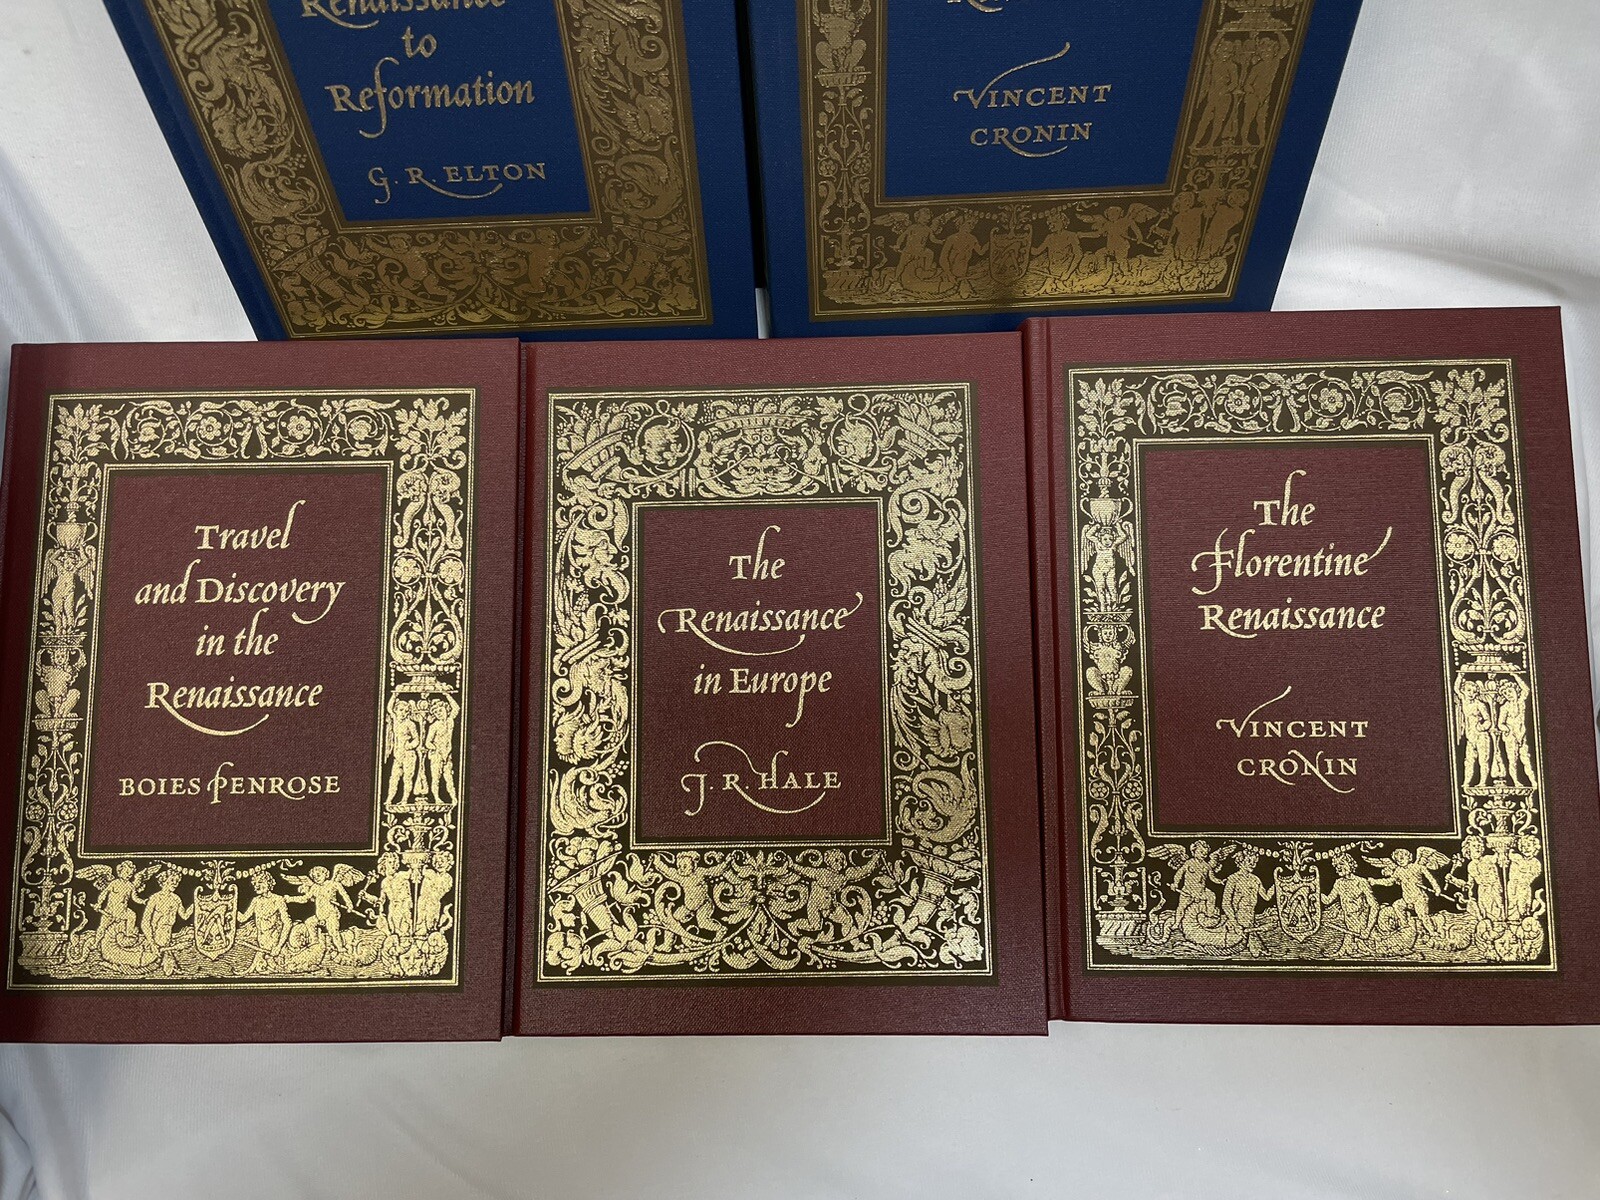 Renaissance
to
Reformation
G. R. ELTON
VINCENT
CRONIN
Travel
and Discovery
in the
Renaissance
BOIES PENROSE
The
Renaissance
in Europe
J. R. HALE
The
Florentine
Renaissance
VINCENT
CRONIN